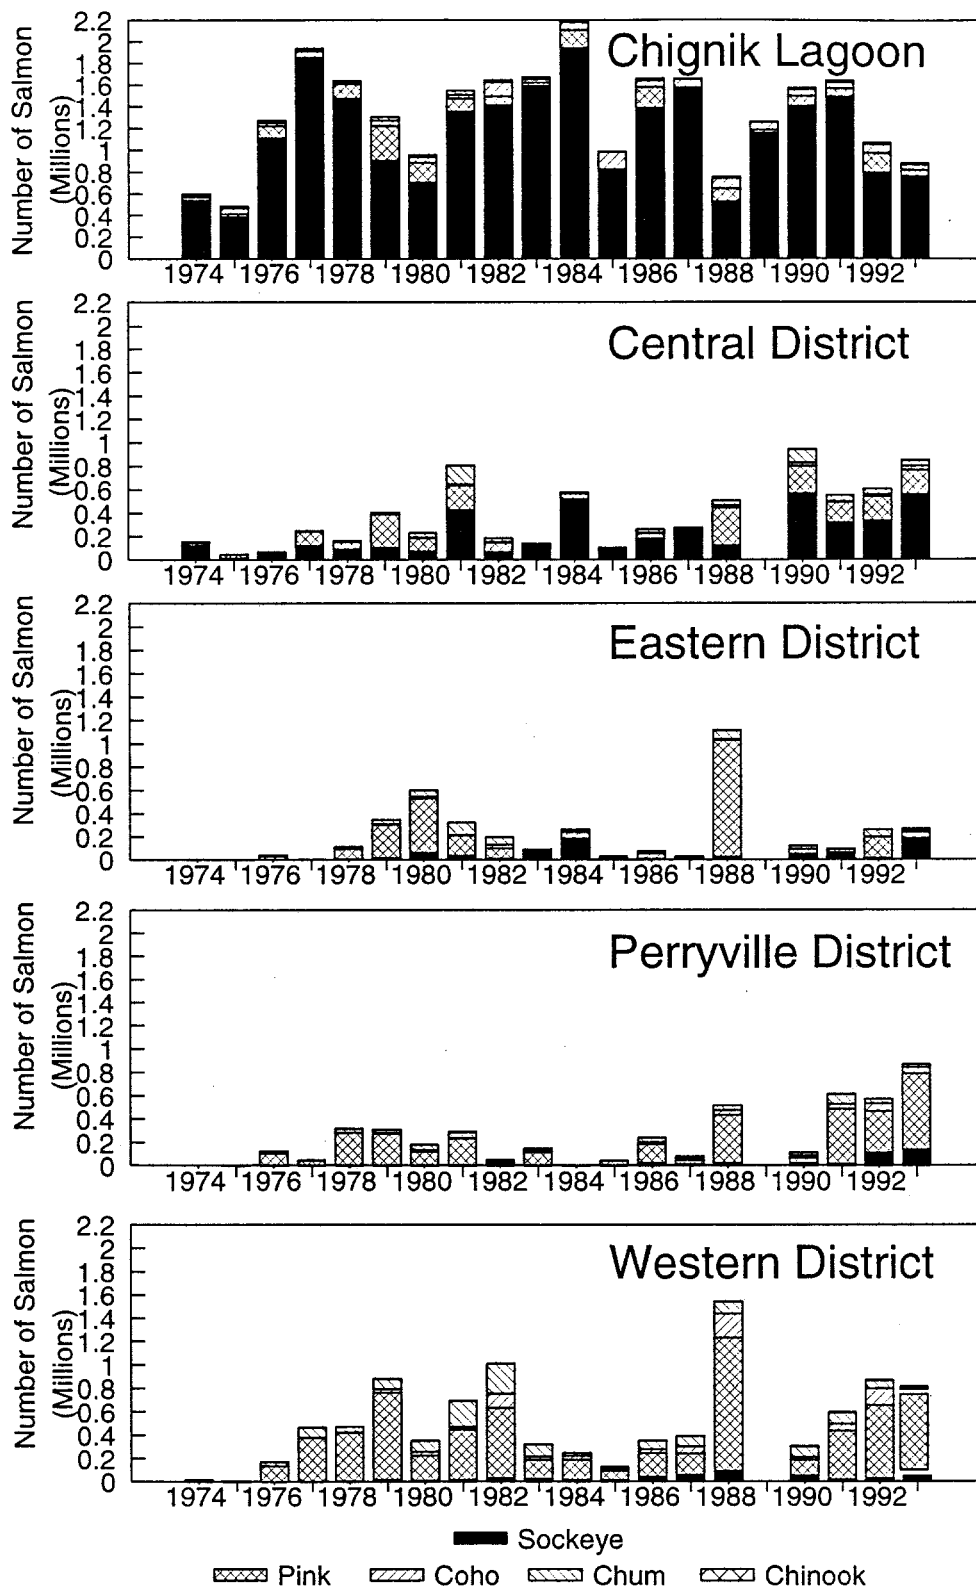 Number of Salmon
(Millions)
2.2
2
1.8
1.6
1.4
1.2
1
0.8
0.6
0.4
0.2
0
Chignik Lagoon
1974 1976 1978 1980 1982 1984 1986 1988 1990 1992
Number of Salmon
(Millions)
2.2
2
1.8
1.6
1.4
1.2
1
0.8
0.6
0.4
0.2
0
Central District
1974 1976 1978 1980 1982 1984 1986 1988 1990 1992
Number of Salmon
(Millions)
2.2
2
1.8
1.6
1.4
1.2
1
0.8
0.6
0.4
0.2
0
Eastern District
1974 1976 1978 1980 1982 1984 1986 1988 1990 1992
Number of Salmon
(Millions)
2.2
2
1.8
1.6
1.4
1.2
1
0.8
0.6
0.4
0.2
0
Perryville District
1974 1976 1978 1980 1982 1984 1986 1988 1990 1992
Number of Salmon
(Millions)
2.2
2
1.8
1.6
1.4
1.2
1
0.8
0.6
0.4
0.2
0
Western District
1974 1976 1978 1980 1982 1984 1986 1988 1990 1992
Sockeye
Pink Coho Chum Chinook